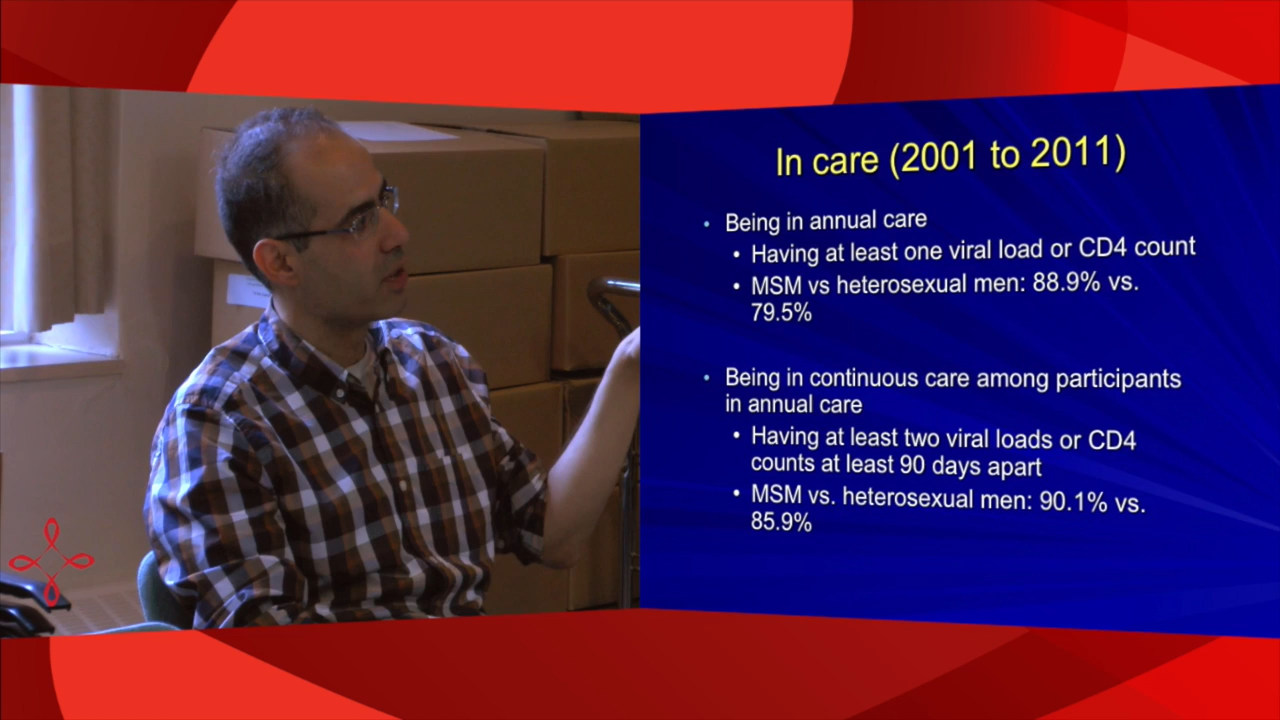 In care (2001 to 2011)
• Being in annual care
• Having at least one viral load or CD4 count
• MSM vs heterosexual men: 88.9% vs.
79.5%
• Being in continuous care among participants
in annual care
• Having at least two viral loads or CD4
counts at least 90 days apart
• MSM vs. heterosexual men: 90.1% vs.
85.9%